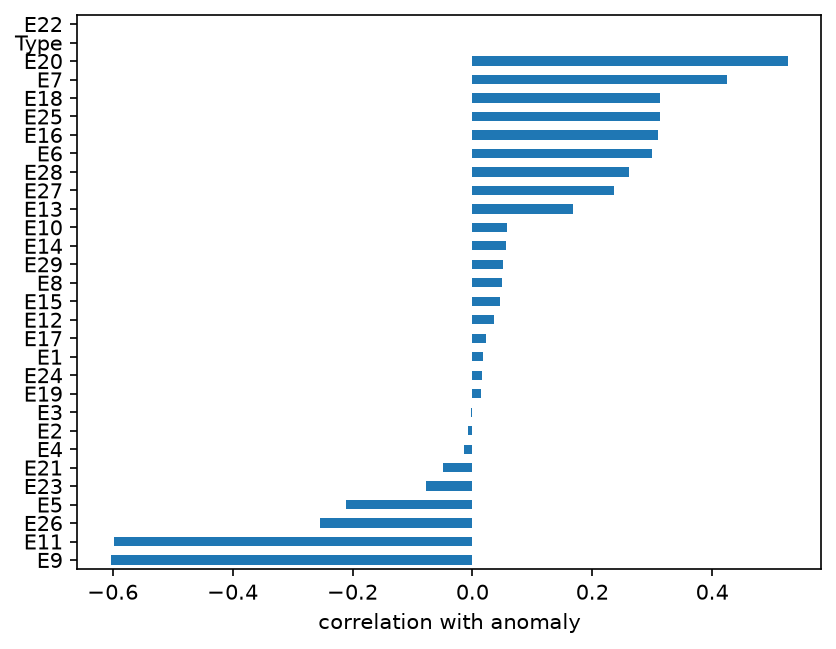 E22
Type
E20
E7
E18
E25
E16
E6
E28
E27
E13
E10
E14
E29
E8
E15
E12
E17
E1
E24
E19
E3
E2
E4
E21
E23
E5
E26
E11
E9
−0.6 −0.4 −0.2 0.0 0.2 0.4
correlation with anomaly